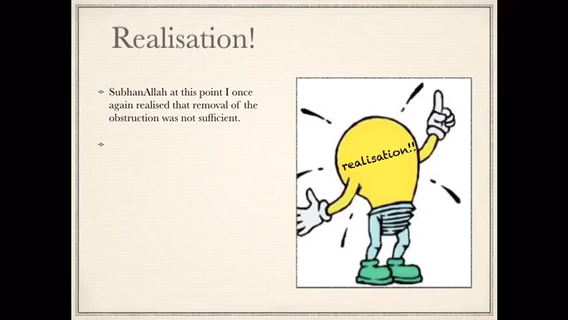 Realisation!
SubhanAllah at this point I once
again realised that removal of the
obstruction was not sufficient.
realisation!!